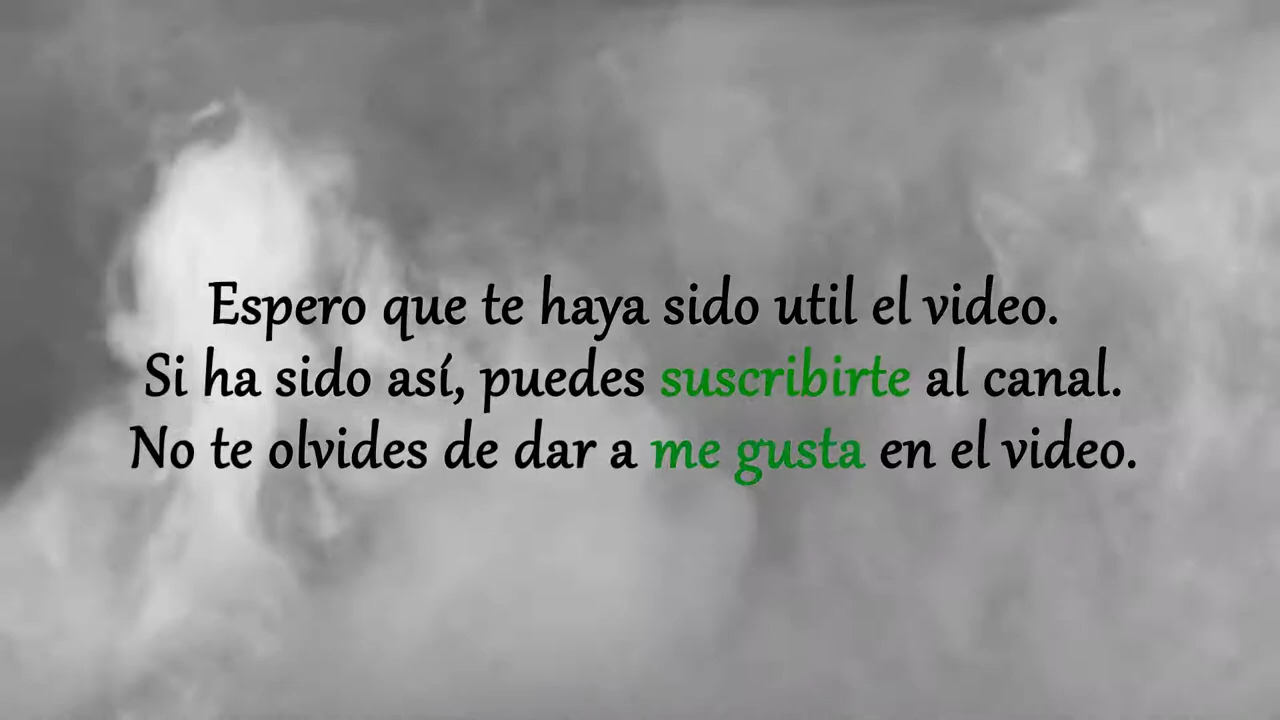 Espero que te haya sido util el video.
Si ha sido así, puedes suscribirte al canal.
No te olvides de dar a me gusta en el video.